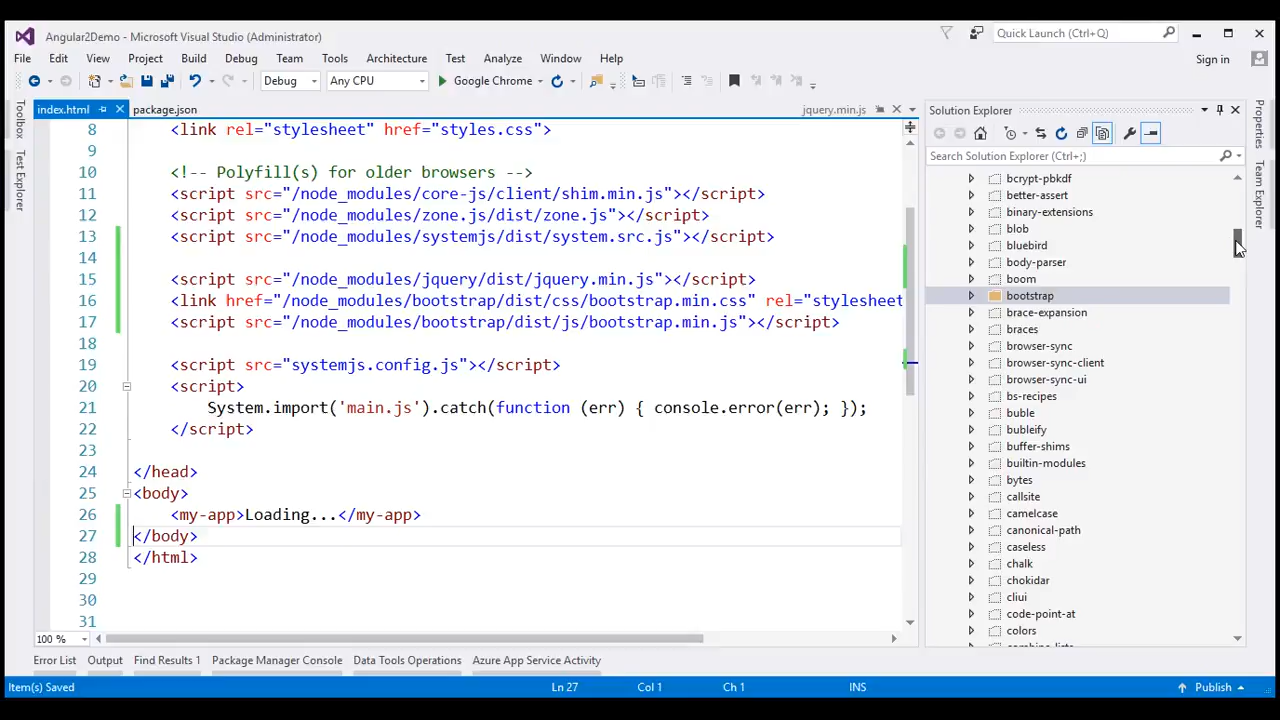 Angular2Demo - Microsoft Visual Studio (Administrator)
Quick Launch (Ctrl+Q)
File Edit View Project Build Debug Team Tools Architecture Test Analyze Window Help
Sign in
Debug Any CPU Google Chrome
Toolbox
Test Explorer
index.html package.json jquery.min.js
8 <link rel="stylesheet" href="styles.css">
9
10 <!-- Polyfill(s) for older browsers -->
11 <script src="/node_modules/core-js/client/shim.min.js"></script>
12 <script src="/node_modules/zone.js/dist/zone.js"></script>
13 <script src="/node_modules/systemjs/dist/system.src.js"></script>
14
15 <script src="/node_modules/jquery/dist/jquery.min.js"></script>
16 <link href="/node_modules/bootstrap/dist/css/bootstrap.min.css" rel="stylesheet
17 <script src="/node_modules/bootstrap/dist/js/bootstrap.min.js"></script>
18
19 <script src="systemjs.config.js"></script>
20 <script>
21 System.import('main.js').catch(function (err) { console.error(err); });
22 </script>
23
24 </head>
25 <body>
26 <my-app>Loading...</my-app>
27 </body>
28 </html>
29
30
31
100 %
Solution Explorer
Search Solution Explorer (Ctrl+;)
bcrypt-pbkdf
better-assert
binary-extensions
blob
bluebird
body-parser
boom
bootstrap
brace-expansion
braces
browser-sync
browser-sync-client
browser-sync-ui
bs-recipes
buble
bubleify
buffer-shims
builtin-modules
bytes
callsite
camelcase
canonical-path
caseless
chalk
chokidar
cliui
code-point-at
colors
Properties
Team Explorer
Error List Output Find Results 1 Package Manager Console Data Tools Operations Azure App Service Activity
Item(s) Saved Ln 27 Col 1 Ch 1 INS Publish